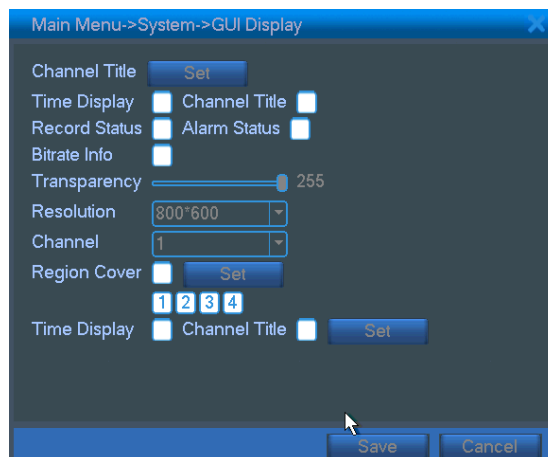 Main Menu->System->GUI Display
Channel Title Set
Time Display Channel Title
Record Status Alarm Status
Bitrate Info
Transparency 255
Resolution 800*600
Channel 1
Region Cover Set
1 2 3 4
Time Display Channel Title Set
Save Cancel